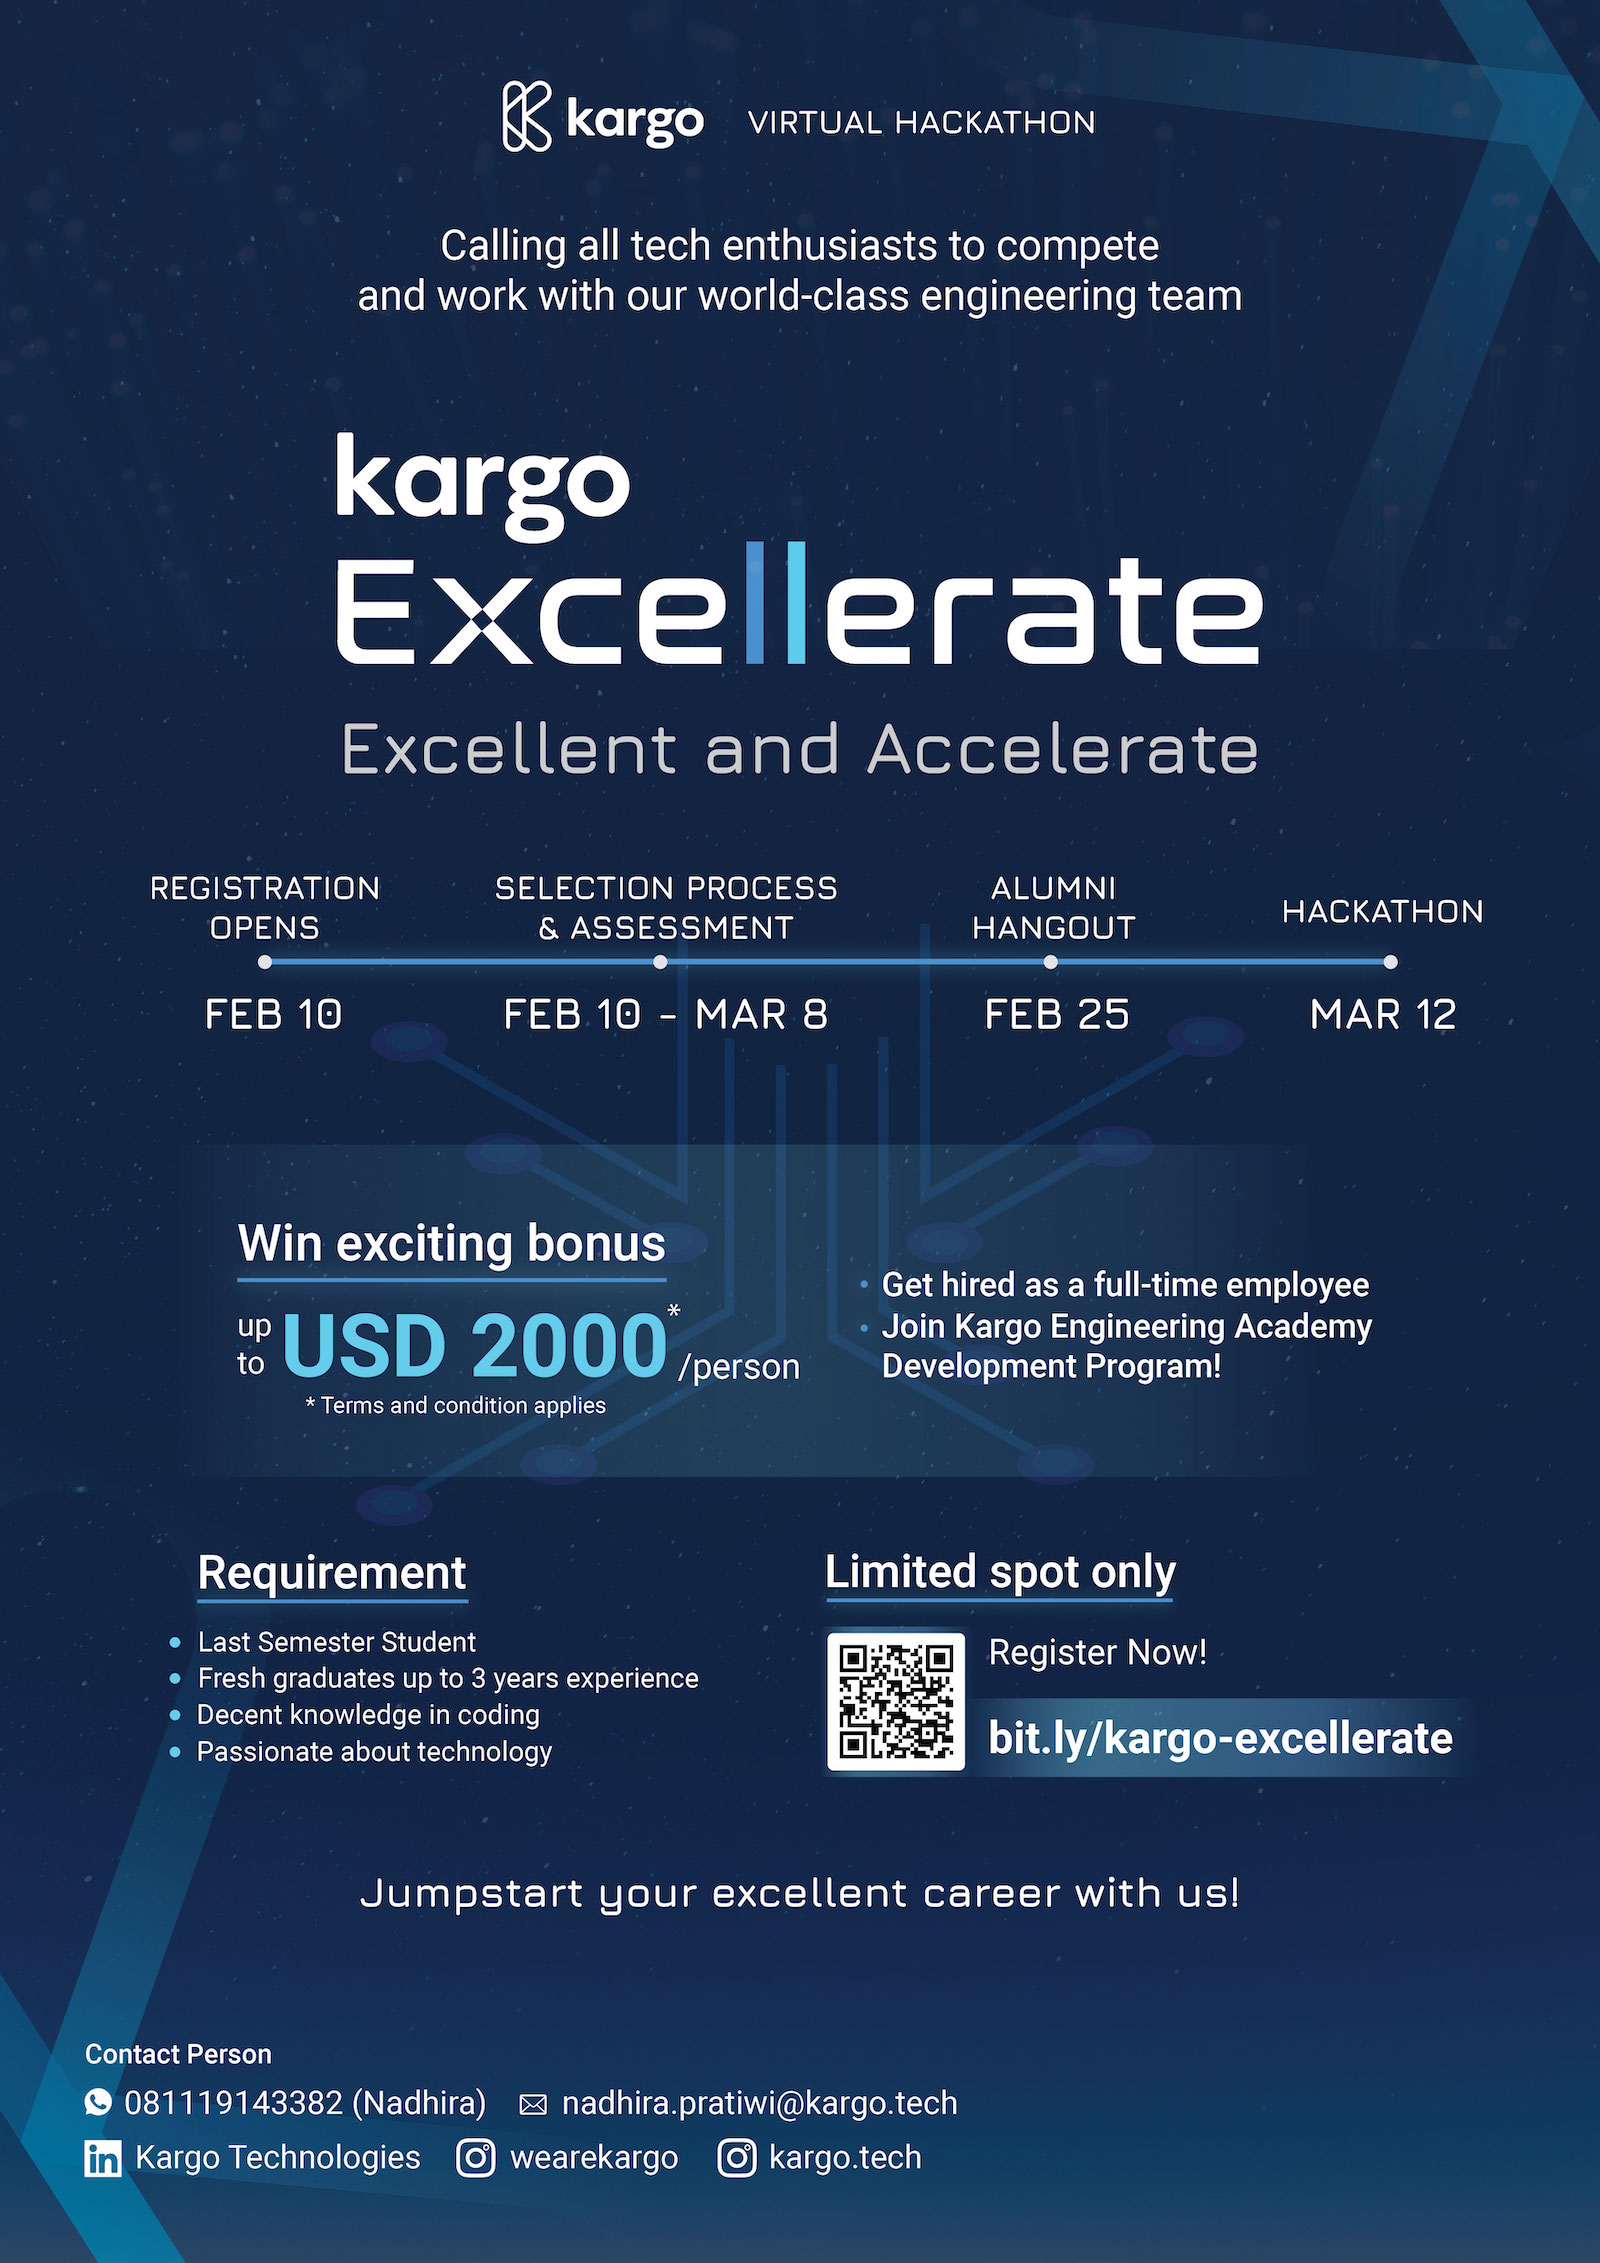 kargo VIRTUAL HACKATHON
Calling all tech enthusiasts to compete
and work with our world-class engineering team
kargo
Excellerate
Excellent and Accelerate
REGISTRATION
OPENS
FEB 10
SELECTION PROCESS
& ASSESSMENT
FEB 10 - MAR 8
ALUMNI
HANGOUT
FEB 25
HACKATHON
MAR 12
Win exciting bonus
up
to
USD 2000* /person
* Terms and condition applies
• Get hired as a full-time employee
• Join Kargo Engineering Academy
Development Program!
Requirement
• Last Semester Student
• Fresh graduates up to 3 years experience
• Decent knowledge in coding
• Passionate about technology
Limited spot only
Register Now!
bit.ly/kargo-excellerate
Jumpstart your excellent career with us!
Contact Person
081119143382 (Nadhira) nadhira.pratiwi@kargo.tech
in Kargo Technologies wearekargo kargo.tech